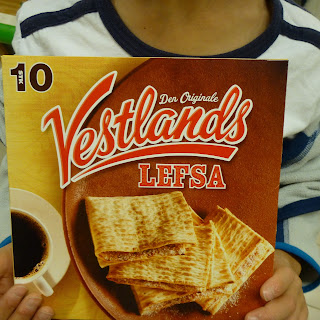 10 STK
Den Originale
Vestlands
LEFSA